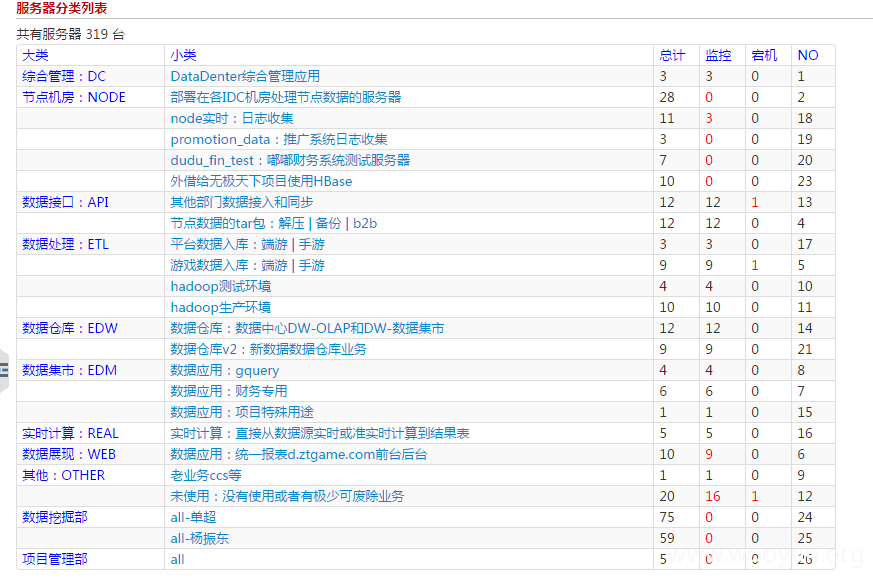 服务器分类列表
共有服务器 319 台
大类 小类 总计 监控 宕机 NO
综合管理：DC DataDenter综合管理应用 3 3 0 1
节点机房：NODE 部署在各IDC机房处理节点数据的服务器 28 0 0 2
node实时：日志收集 11 3 0 18
promotion_data：推广系统日志收集 3 0 0 19
dudu_fin_test：嘟嘟财务系统测试服务器 7 0 0 20
外借给无极天下项目使用HBase 10 0 0 23
数据接口：API 其他部门数据接入和同步 12 12 1 13
节点数据的tar包：解压 | 备份 | b2b 12 12 0 4
数据处理：ETL 平台数据入库：端游 | 手游 3 3 0 17
游戏数据入库：端游 | 手游 9 9 1 5
hadoop测试环境 4 4 0 10
hadoop生产环境 10 10 0 11
数据仓库：EDW 数据仓库：数据中心DW-OLAP和DW-数据集市 12 12 0 14
数据仓库v2：新数据数据仓库业务 9 9 0 21
数据集市：EDM 数据应用：gquery 4 4 0 8
数据应用：财务专用 6 6 0 7
数据应用：项目特殊用途 1 1 0 15
实时计算：REAL 实时计算：直接从数据源实时或准实时计算到结果表 5 5 0 16
数据展现：WEB 数据应用：统一报表d.ztgame.com前台后台 10 9 0 6
其他：OTHER 老业务ccs等 1 1 0 9
未使用：没有使用或者有极少可废除业务 20 16 1 12
数据挖掘部 all-单超 75 0 0 24
all-杨振东 59 0 0 25
项目管理部 all 5 0 0 26